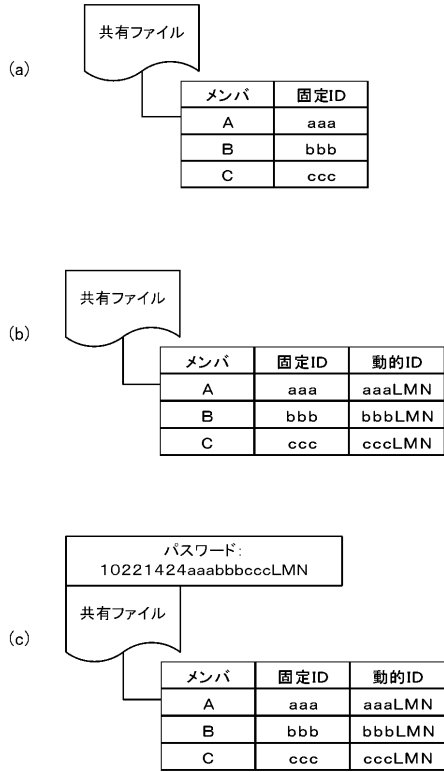 (a)
共有ファイル
メンバ 固定ID
A aaa
B bbb
C ccc
(b)
共有ファイル
メンバ 固定ID 動的ID
A aaa aaaLMN
B bbb bbbLMN
C ccc cccLMN
(c)
パスワード:
10221424aaabbbcccLMN
共有ファイル
メンバ 固定ID 動的ID
A aaa aaaLMN
B bbb bbbLMN
C ccc cccLMN